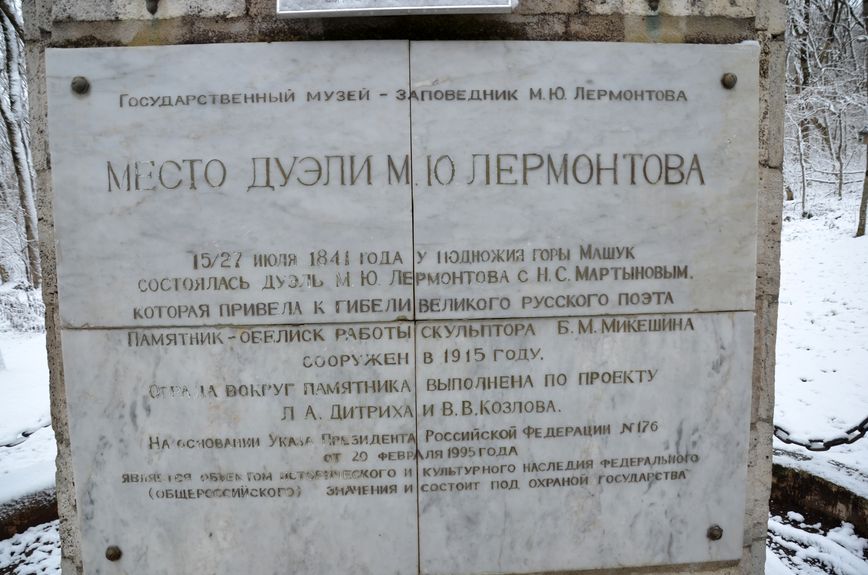 Государственный музей - заповедник М.Ю. Лермонтова
Место дуэли М.Ю Лермонтова
15/27 июля 1841 года у подножия горы Машук
состоялась дуэль М.Ю. Лермонтова с Н.С. Мартыновым,
которая привела к гибели великого русского поэта
Памятник-обелиск работы скульптора Б.М. Микешина
сооружен в 1915 году.
Ограда вокруг памятника выполнена по проекту
Л А. Дитриха и В.В.Козлова.
На основании Указа Президента Российской Федерации №176
от 20 февраля 1995 года
является объектом исторического и культурного наследия федерального
(общероссийского) значения и состоит под охраной государства